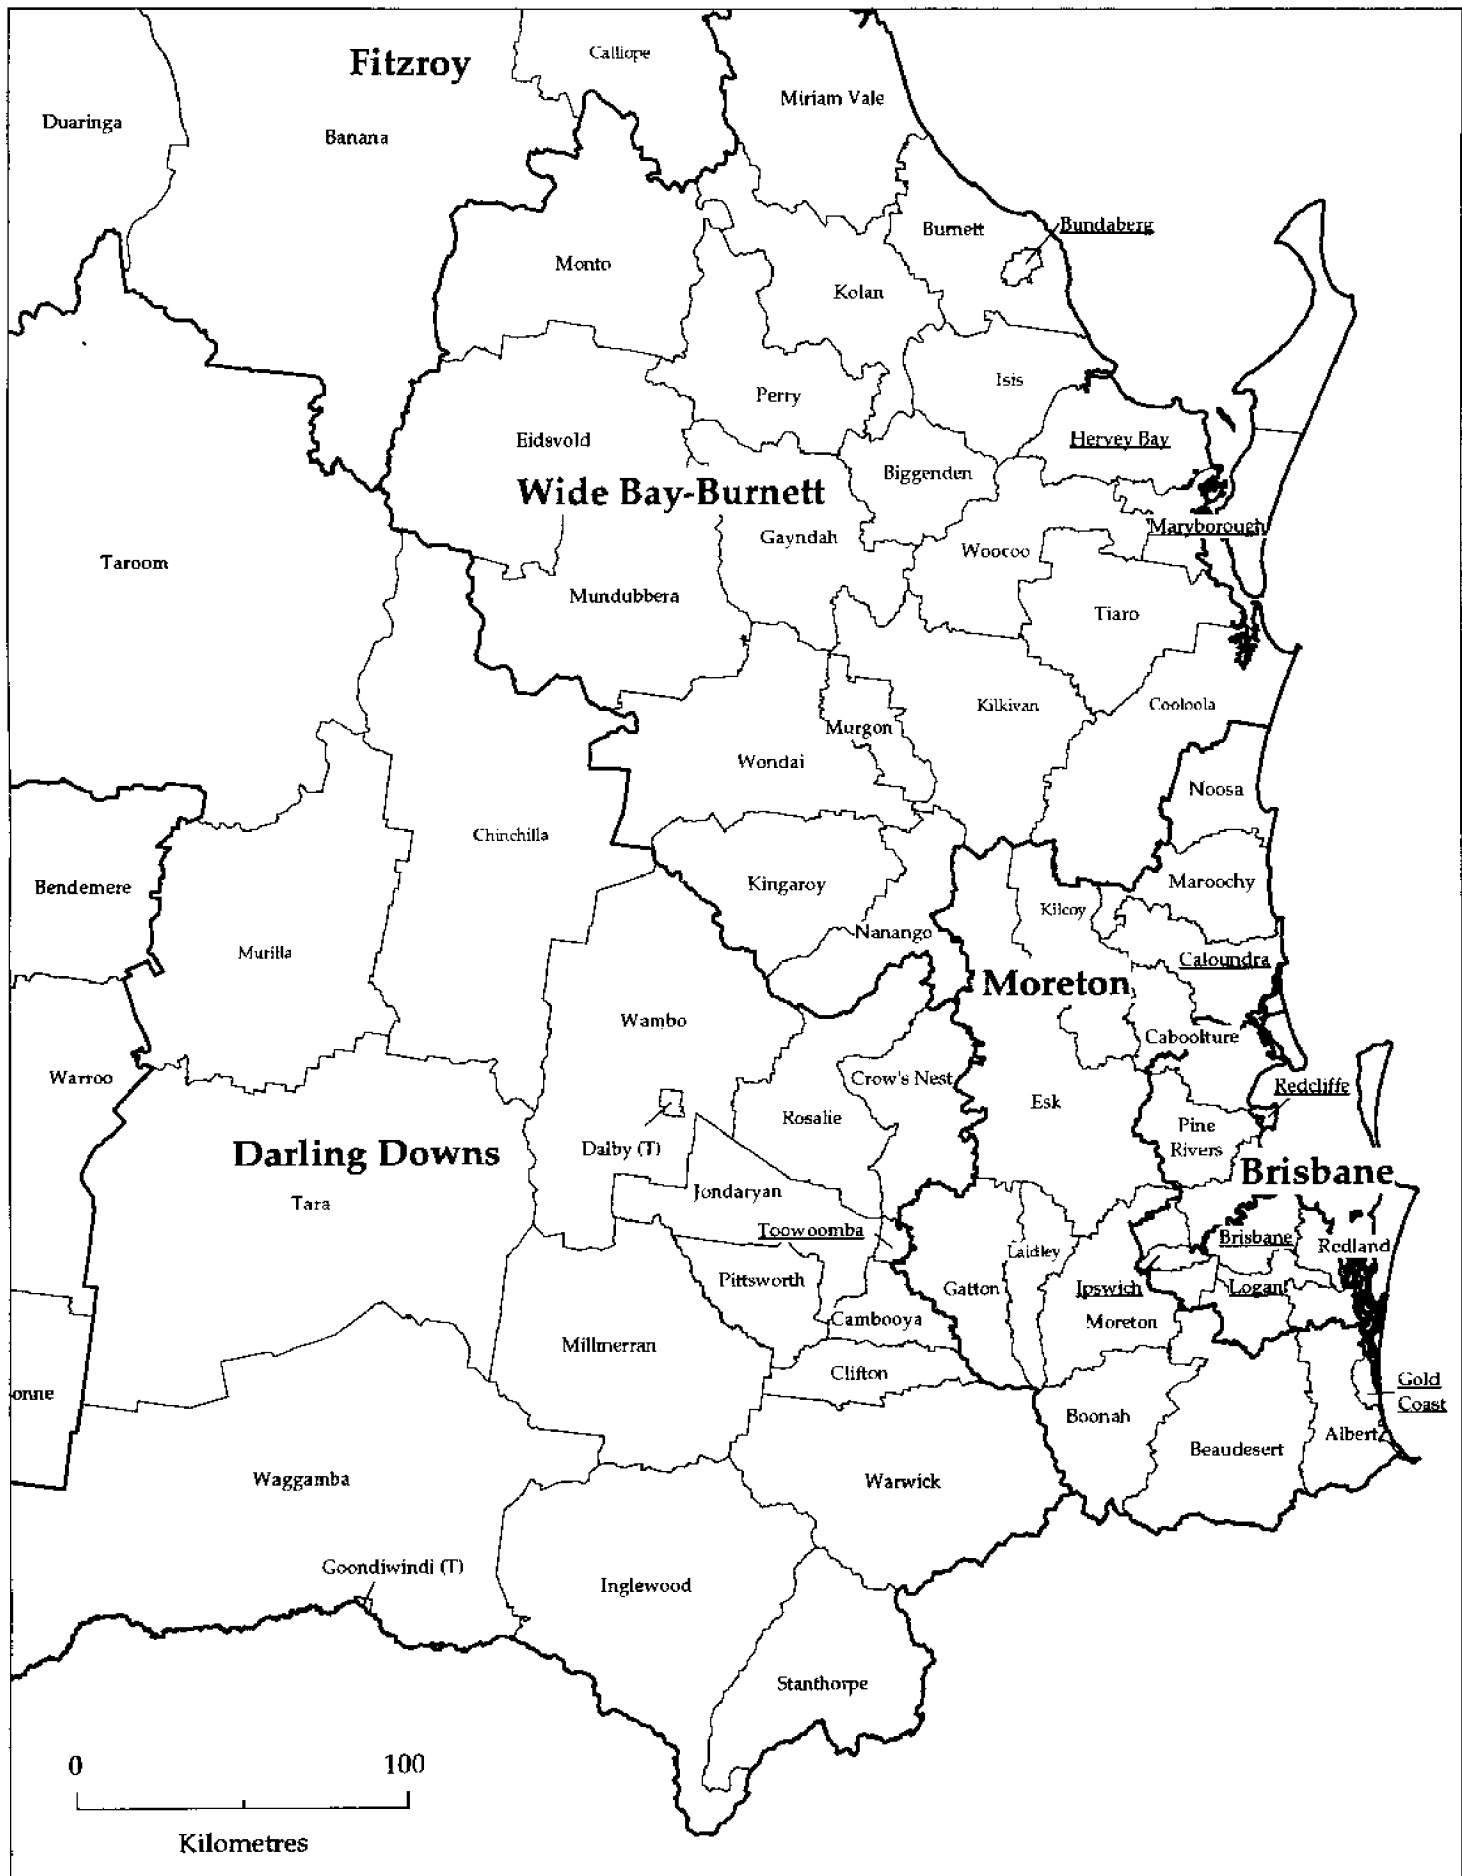 Fitzroy
Calliope
Miriam Vale
Duaringa
Banana
Burnett
Bundaberg
Monto
Kolan
Isis
Perry
Eidsvold
Hervey Bay
Biggenden
Wide Bay-Burnett
Maryborough
Gayndah
Woocoo
Taroom
Mundubbera
Tiaro
Kilkivan
Cooloola
Murgon
Wondai
Noosa
Chinchilla
Maroochy
Bendemere
Kingaroy
Kilcoy
Nanango
Murilla
Caloundra
Moreton
Wambo
Caboolture
Warroo
Crow's Nest
Redcliffe
Esk
Rosalie
Pine
Rivers
Dalby (T)
Darling Downs
Brisbane
Jondaryan
Tara
Toowoomba
Brisbane
Redland
Laidley
Pittsworth
Gatton
Ipswich
Logan
Cambooya
Moreton
Millmerran
Clifton
onne
Gold
Coast
Boonah
Albert
Beaudesert
Waggamba
Warwick
Goondiwindi (T)
Inglewood
Stanthorpe
0 100
Kilometres